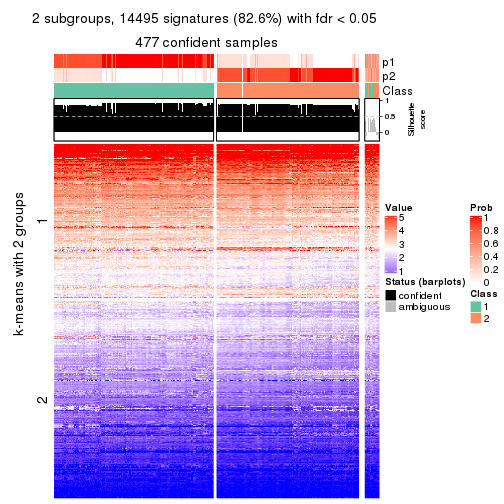 2 subgroups, 14495 signatures (82.6%) with fdr < 0.05
477 confident samples
p1
p2
Class
1
0.5
0
Silhouette
score
k-means with 2 groups
1
2
Value
5
4
3
2
1
Status (barplots)
confident
ambiguous
Prob
1
0.8
0.6
0.4
0.2
0
Class
1
2